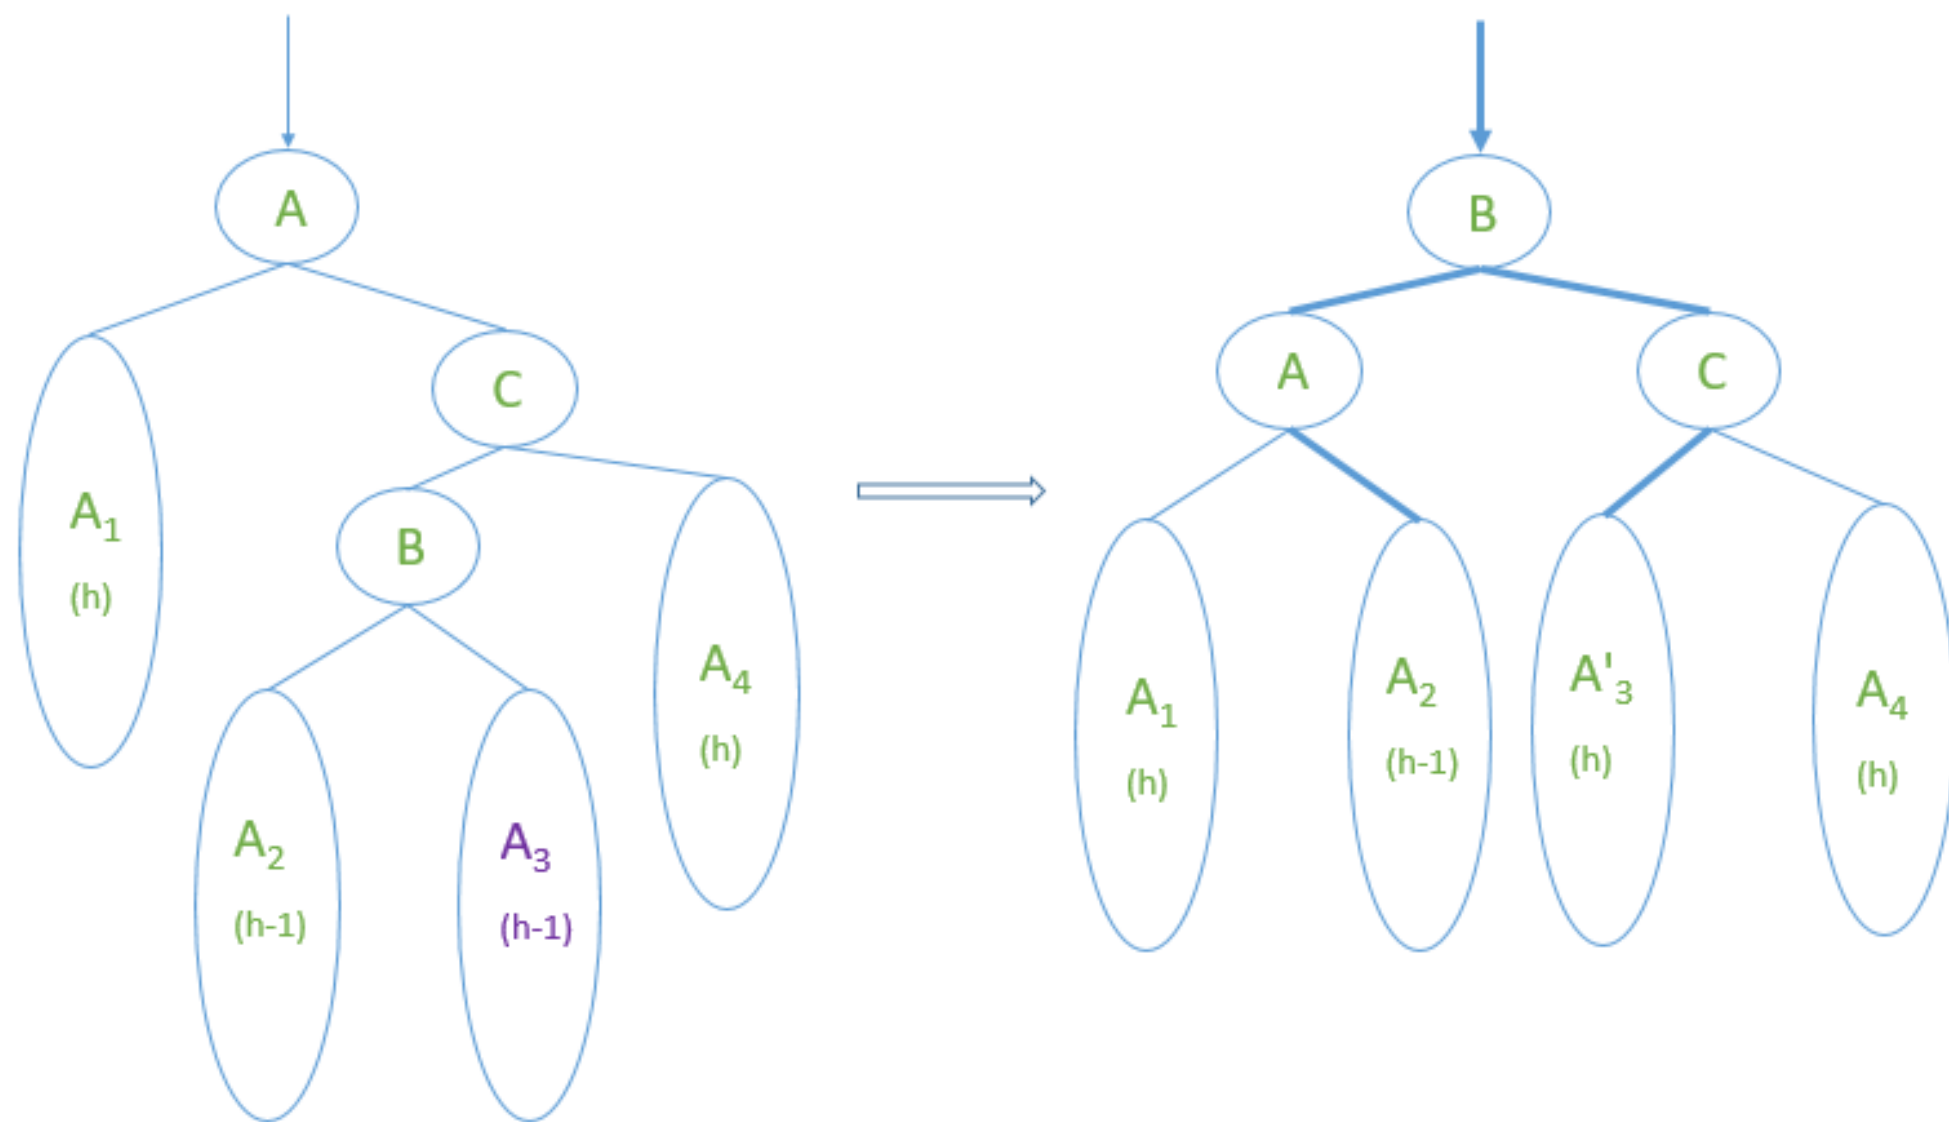 A
C
A₁
(h)
B
A₄
(h)
A₂
(h-1)
A₃
(h-1)
B
A
C
A₁
(h)
A₂
(h-1)
A'₃
(h)
A₄
(h)